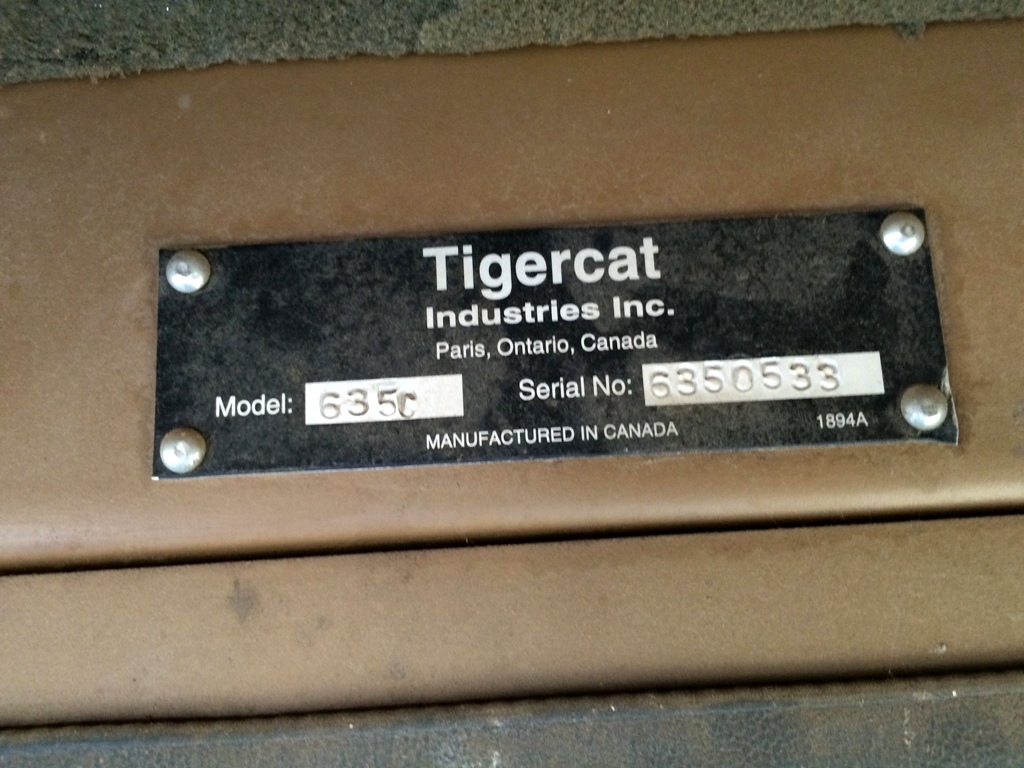 Tigercat
Industries Inc.
Paris, Ontario, Canada
Model: 635C Serial No: 6350533
MANUFACTURED IN CANADA 1894A